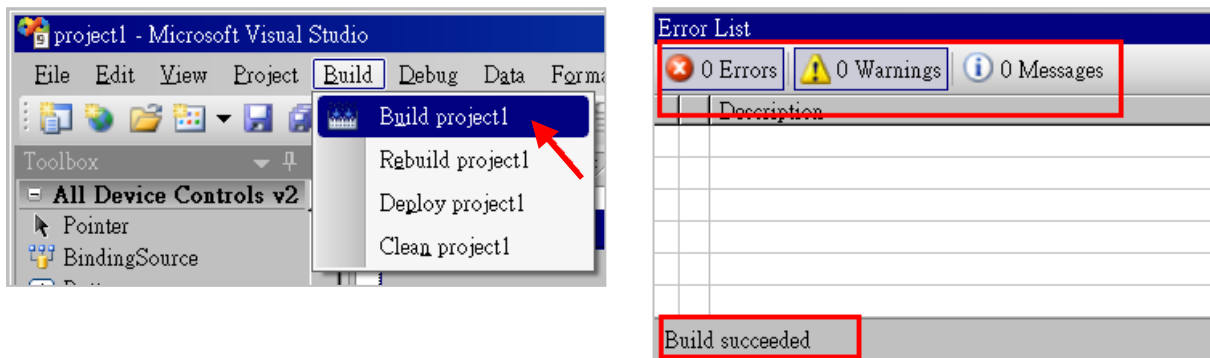 project1 - Microsoft Visual Studio
File Edit View Project Build Debug Data
Build project1
Toolbox
Rebuild project1
All Device Controls v2
Deploy project1
Pointer
Clean project1
BindingSource
Error List
0 Errors 0 Warnings 0 Messages
Description
Build succeeded